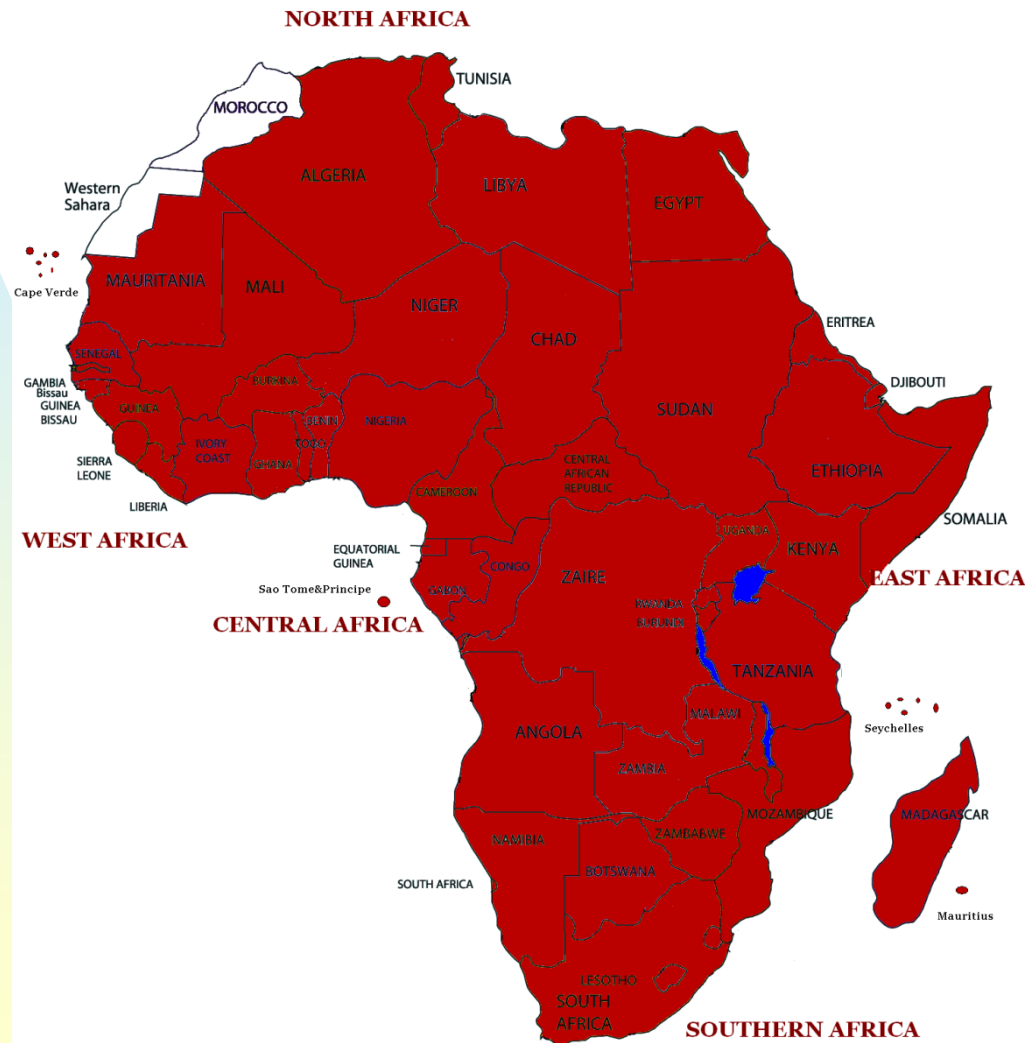 NORTH AFRICA
TUNISIA
MOROCCO
ALGERIA
LIBYA
Western
Sahara
EGYPT
MAURITANIA
MALI
Cape Verde
NIGER
CHAD
ERITREA
SENEGAL
DJIBOUTI
GAMBIA
Bissau
GUINEA
BISSAU
BURKINA
GUINEA
SUDAN
BENIN
NIGERIA
TOGO
IVORY
COAST
GHANA
CENTRAL
AFRICAN
REPUBLIC
SIERRA
LEONE
ETHIOPIA
CAMEROON
LIBERIA
SOMALIA
WEST AFRICA
UGANDA
KENYA
EQUATORIAL
GUINEA
CONGO
ZAIRE
EAST AFRICA
Sao Tome&Principe
GABON
RWANDA
BURUNDI
CENTRAL AFRICA
TANZANIA
MALAWI
Seychelles
ANGOLA
ZAMBIA
MOZAMBIQUE
MADAGASCAR
NAMIBIA
ZAMBABWE
BOTSWANA
SOUTH AFRICA
Mauritius
LESOTHO
SOUTH
AFRICA
SOUTHERN AFRICA